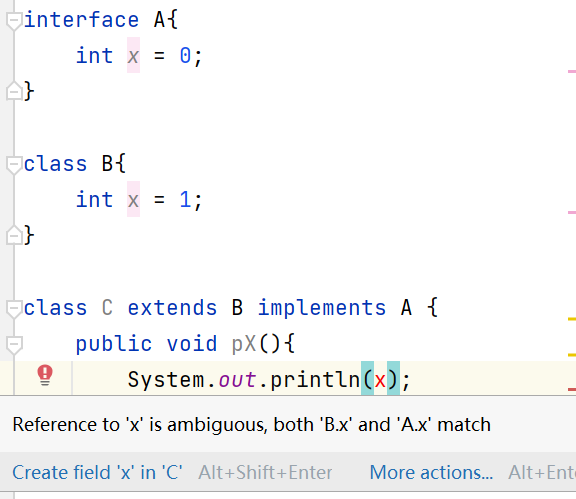 interface A{
int x = 0;
}
class B{
int x = 1;
}
class C extends B implements A {
public void pX(){
System.out.println(x);
Reference to 'x' is ambiguous, both 'B.x' and 'A.x' match
Create field 'x' in 'C' Alt+Shift+Enter More actions... Alt+Ent